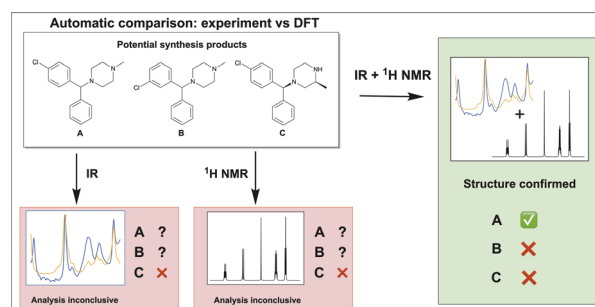 Automatic comparison: experiment vs DFT
Potential synthesis products
Cl
N
N
Cl
N
N
Cl
NH
N
A
B
C
IR + ¹H NMR
IR
¹H NMR
+
Structure confirmed
A ✅
B ❌
C ❌
A ?
B ?
C ❌
Analysis inconclusive
A ?
B ?
C ❌
Analysis inconclusive